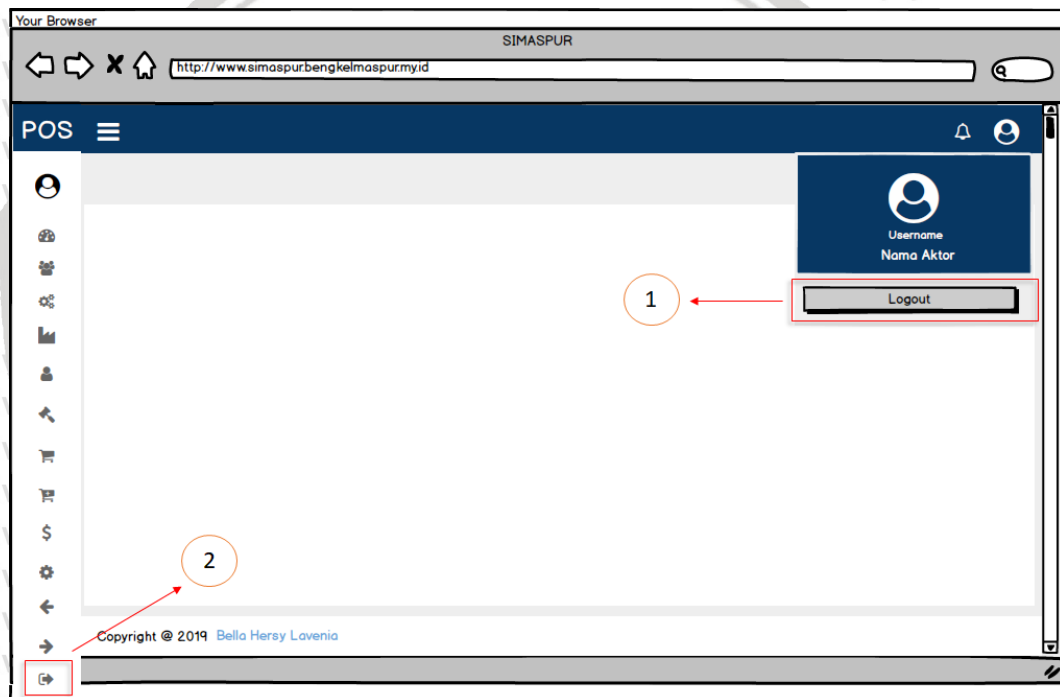 Your Browser
SIMASPUR
http://www.simaspur.bengkelmaspur.my.id
POS
Username
Nama Aktor
1
Logout
2
Copyright @ 2019 Bella Hersy Lavenia